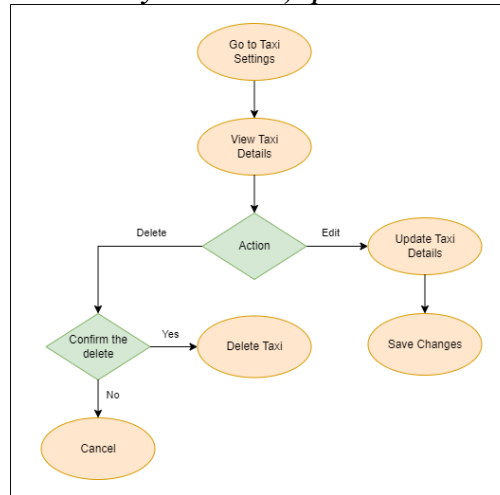 Go to Taxi
Settings
View Taxi
Details
Delete
Action
Edit
Update Taxi
Details
Confirm the
delete
Yes
Delete Taxi
Save Changes
No
Cancel